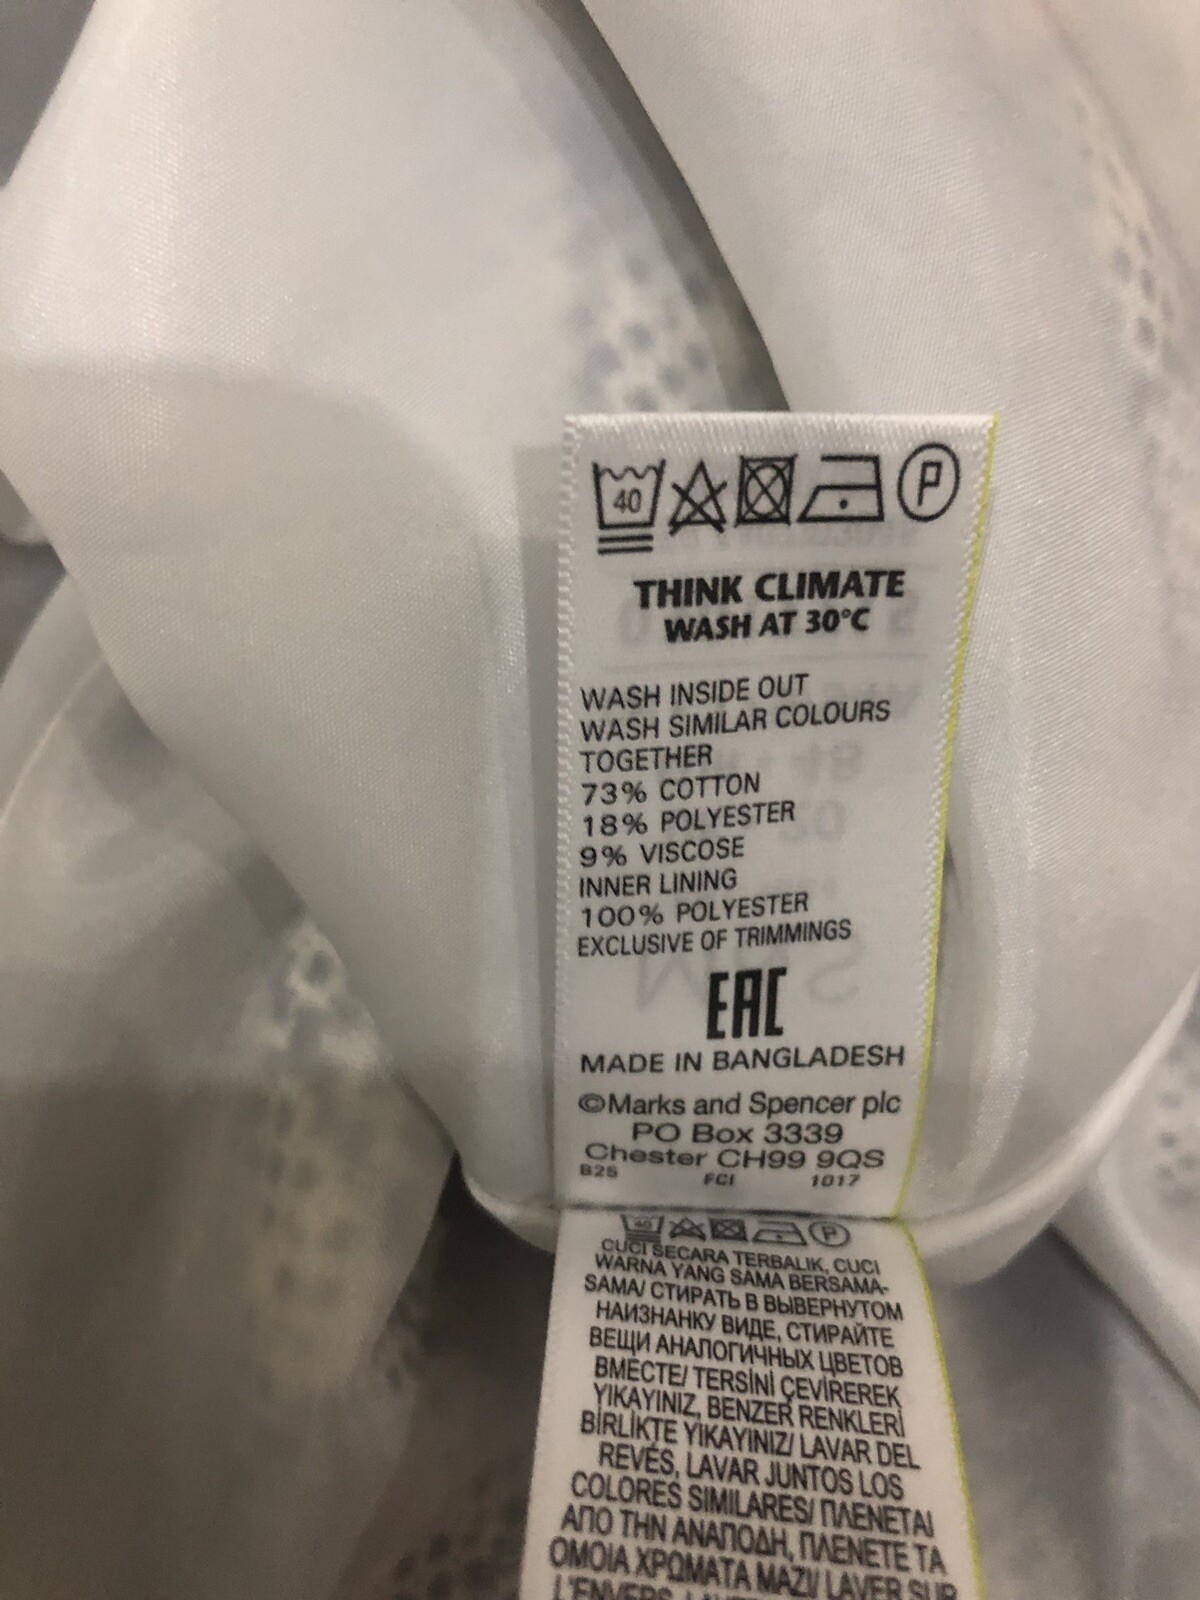 40 P
THINK CLIMATE
WASH AT 30°C
WASH INSIDE OUT
WASH SIMILAR COLOURS
TOGETHER
73% COTTON
18% POLYESTER
9% VISCOSE
INNER LINING
100% POLYESTER
EXCLUSIVE OF TRIMMINGS
EAC
MADE IN BANGLADESH
©Marks and Spencer plc
PO Box 3339
Chester CH99 9QS
B25 FCI 1017
40 P
CUCI SECARA TERBALIK, CUCI
WARNA YANG SAMA BERSAMA-
SAMA/ СТИРАТЬ В ВЫВЕРНУТОМ
НАИЗНАНКУ ВИДЕ, СТИРАЙТЕ
ВЕЩИ АНАЛОГИЧНЫХ ЦВЕТОВ
ВМЕСТЕ/ TERSİNİ ÇEVİREREK
YIKAYINIZ, BENZER RENKLERİ
BİRLİKTE YIKAYINIZ/ LAVAR DEL
REVÉS, LAVAR JUNTOS LOS
COLORES SIMILARES/ ΠΛΕΝΕΤΑΙ
ΑΠΟ ΤΗΝ ΑΝΑΠΟΔΗ, ΠΛΕΝΕΤΕ ΤΑ
ΟΜΟΙΑ ΧΡΩΜΑΤΑ ΜΑΖΙ/ LAVER SUR
L'ENVERS,